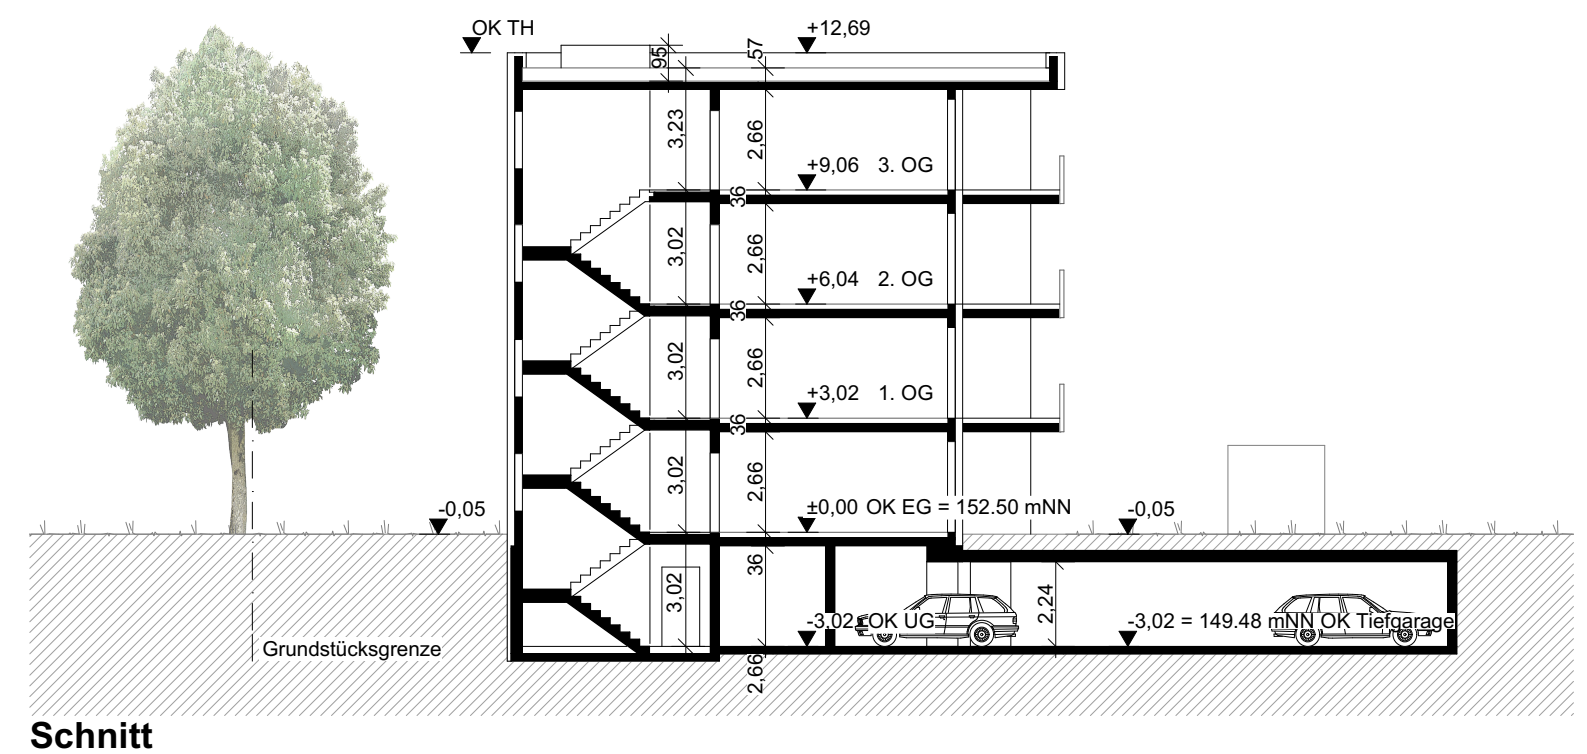 OK TH
+12,69
95
57
3,23
2,66
+9,06 3. OG
36
3,02
2,66
+6,04 2. OG
36
3,02
2,66
+3,02 1. OG
36
3,02
2,66
-0,05
±0,00 OK EG = 152.50 mNN
-0,05
36
3,02
2,24
-3,02 OK UG
-3,02 = 149.48 mNN OK Tiefgarage
Grundstücksgrenze
2,66
Schnitt